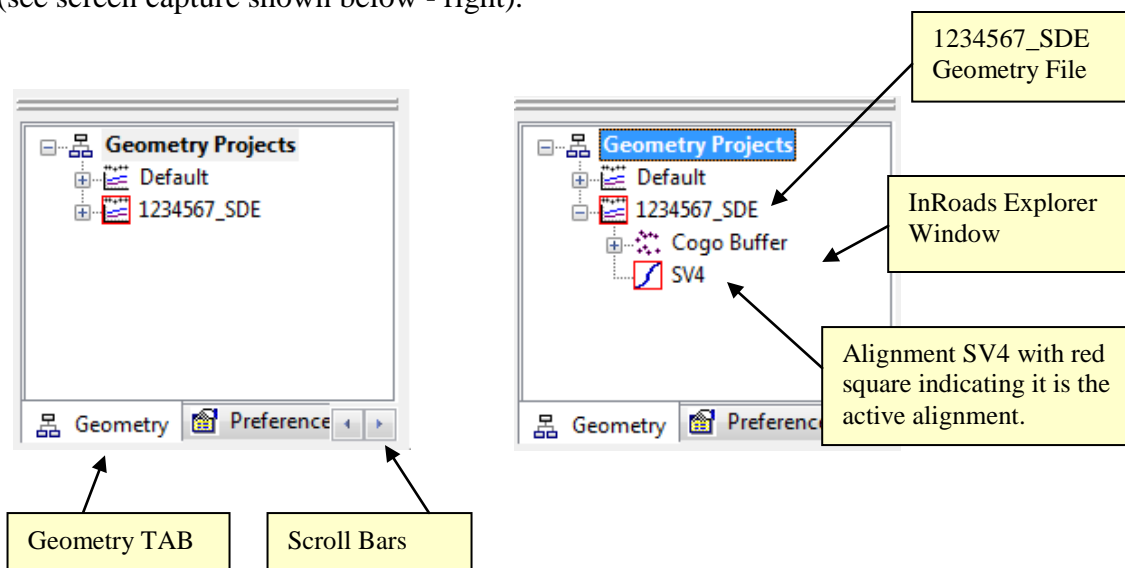 (see screen capture shown below - right).
1234567_SDE
Geometry File
Geometry Projects
Default
1234567_SDE
Geometry
Preference
Geometry TAB
Scroll Bars
Geometry Projects
Default
1234567_SDE
Cogo Buffer
SV4
Geometry
Preferenc
InRoads Explorer
Window
Alignment SV4 with red
square indicating it is the
active alignment.